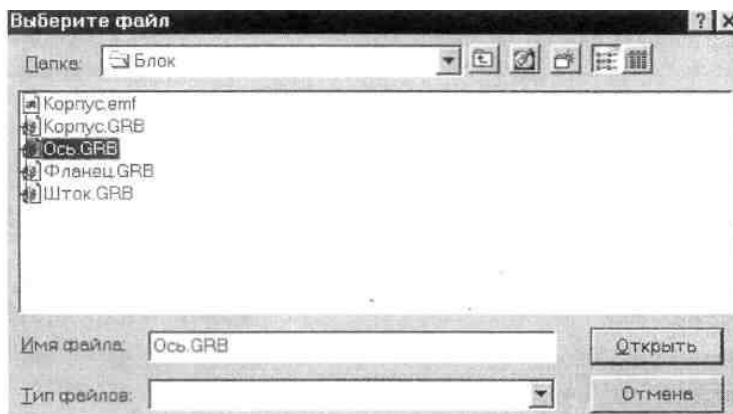 Выберите файл
Папка: Блок
Корпус.emf
Корпус.GRB
Ось.GRB
Фланец.GRB
Шток.GRB
Имя файла: Ось.GRB Открыть
Тип файлов: Отмена